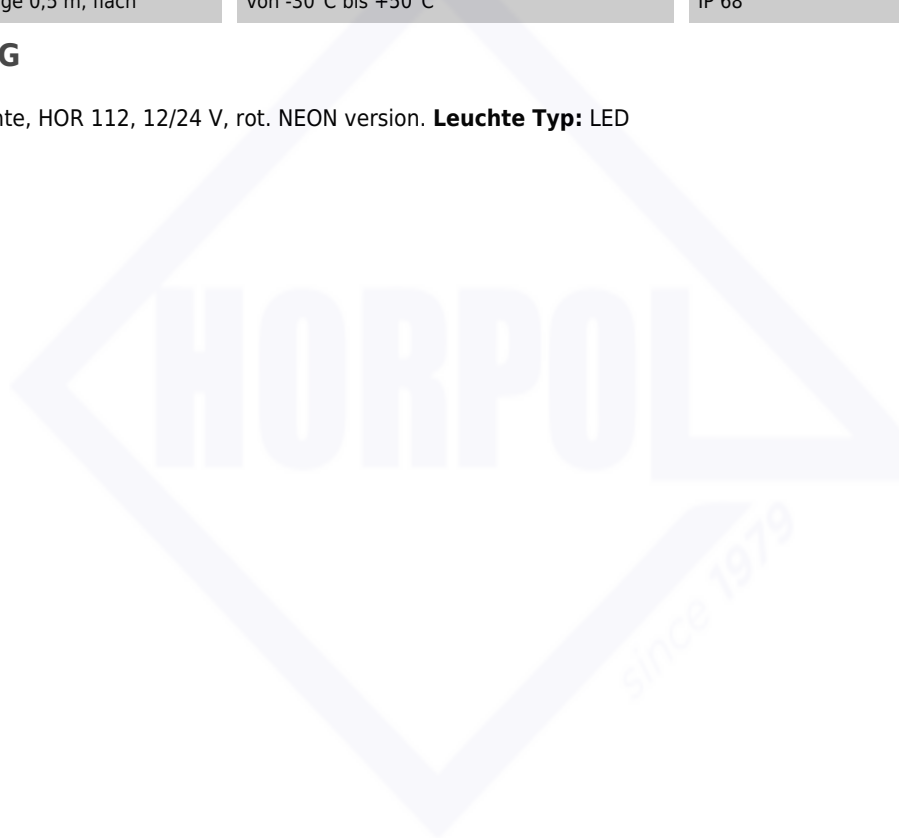 ge 0,5 m, flach von -30°C bis +50°C IP 68
G
nte, HOR 112, 12/24 V, rot. NEON version. Leuchte Typ: LED
HORPOL
since 1979